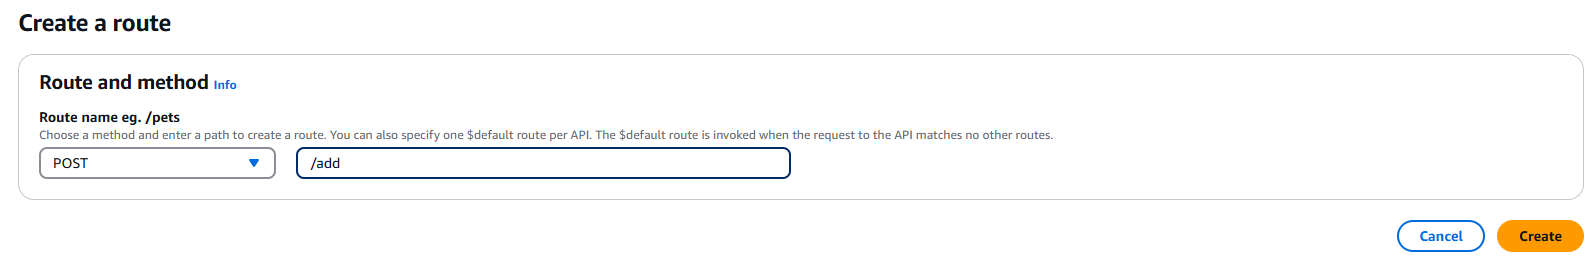 Create a route
Route and method Info
Route name eg. /pets
Choose a method and enter a path to create a route. You can also specify one $default route per API. The $default route is invoked when the request to the API matches no other routes.
POST /add
Cancel Create